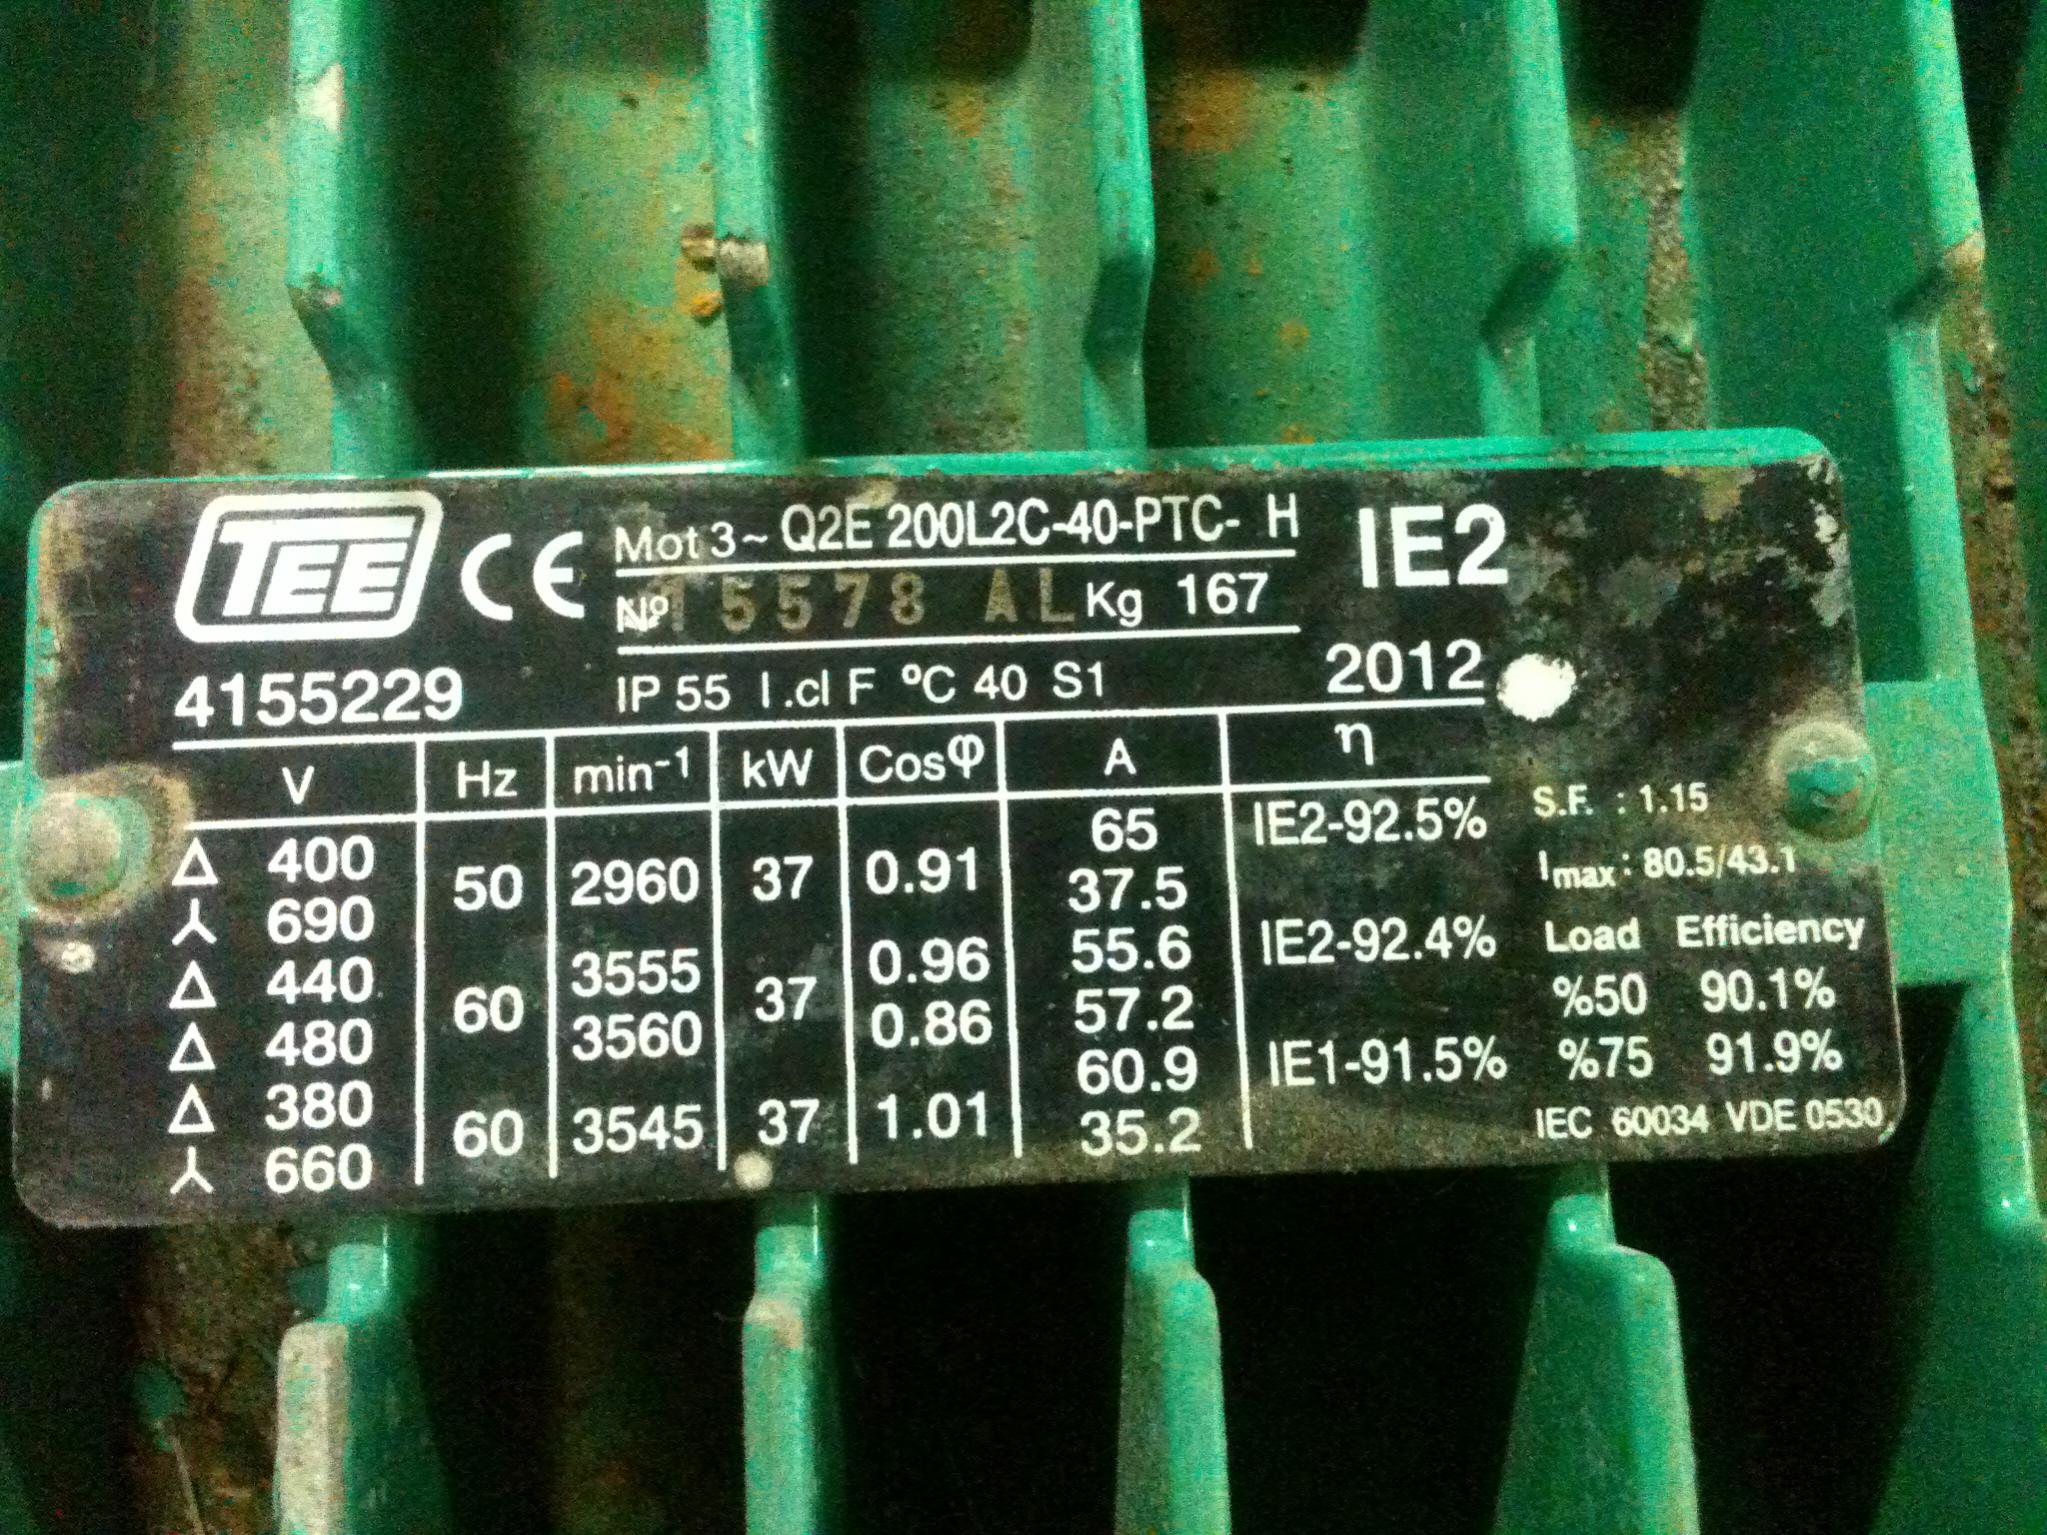 TEE CE Mot 3~ Q2E 200L2C-40-PTC- H IE2
Nº 15578 AL Kg 167
4155229 IP 55 I.cl F ºC 40 S1 2012
V Hz min-1 kW Cosφ A η
Δ 400 50 2960 37 0.91 65 IE2-92.5% S.F. : 1.15
⅄ 690 37.5 Imax : 80.5/43.1
Δ 440 60 3555 37 0.96 55.6 IE2-92.4% Load Efficiency
Δ 480 3560 0.86 57.2 %50 90.1%
Δ 380 60 3545 37 1.01 60.9 IE1-91.5% %75 91.9%
⅄ 660 35.2 IEC 60034 VDE 0530